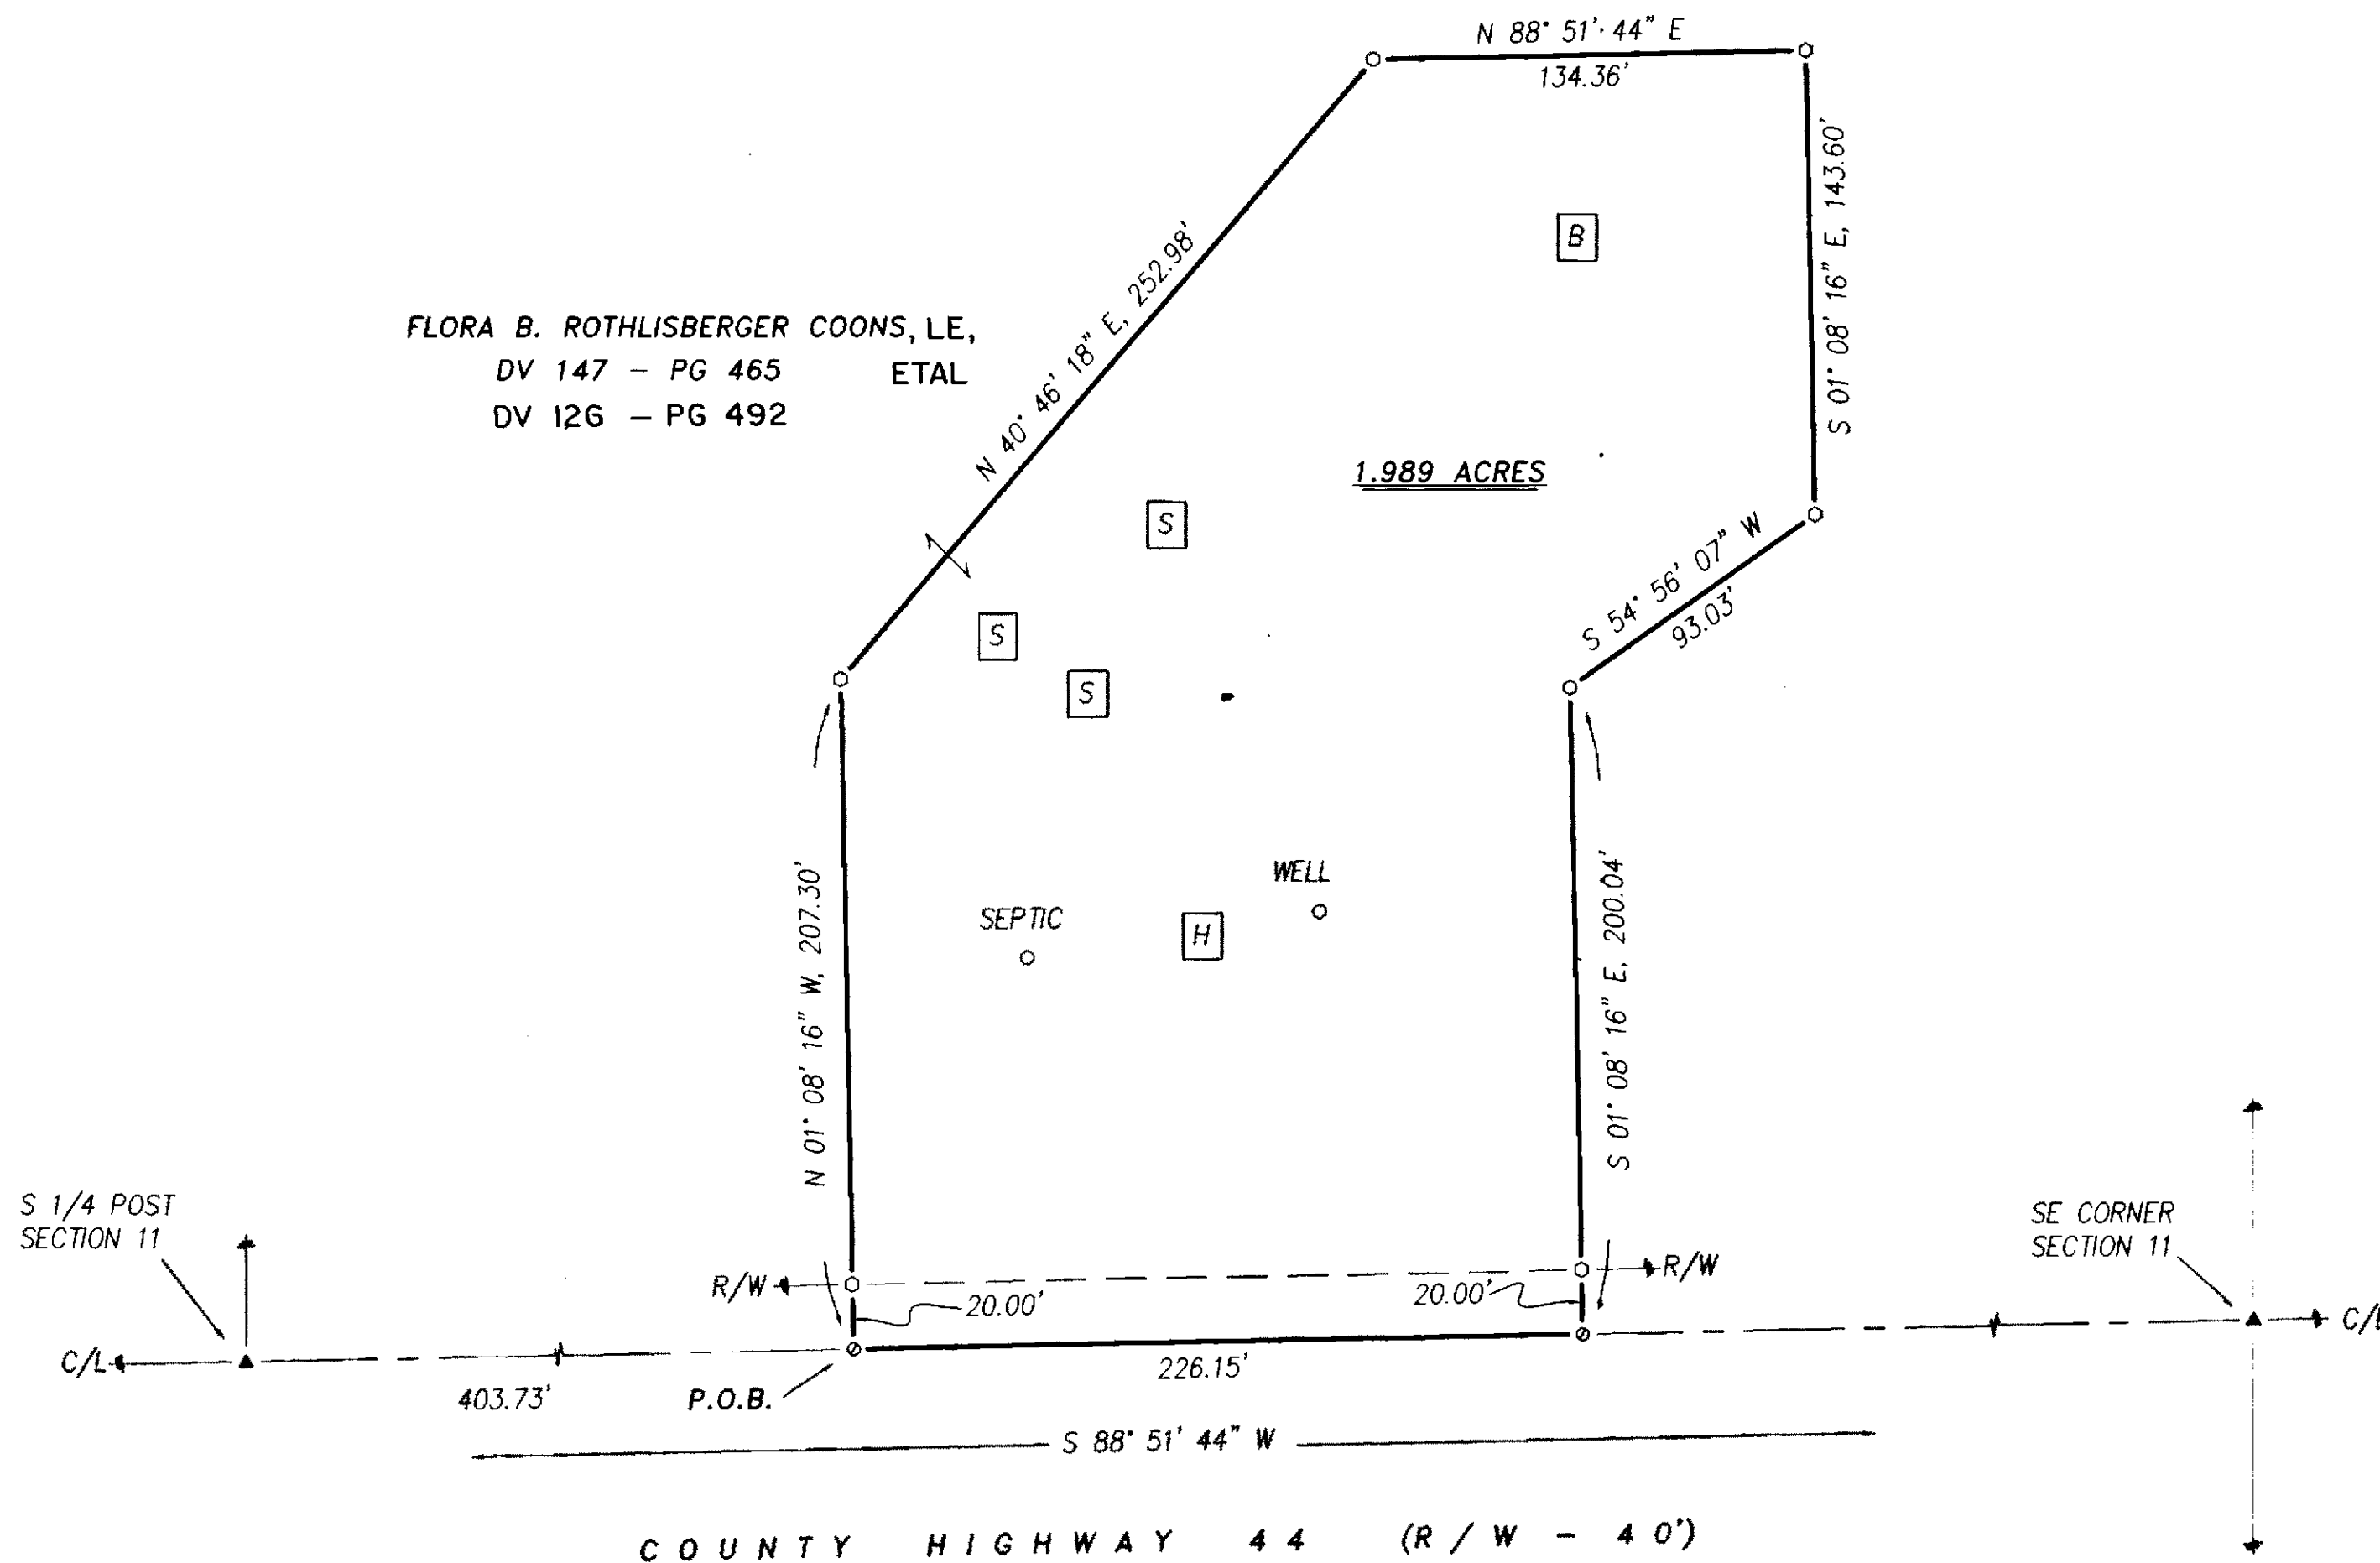 N 88° 51'· 44" E
134.36'
S 01° 08' 16" E, 143.60'
B
N 40° 46' 18" E, 252.98'
FLORA B. ROTHLISBERGER COONS, LE,
DV 147 – PG 465 ETAL
DV 126 – PG 492
1.989 ACRES
S
S 54° 56' 07" W
93.03'
S
S
WELL
SEPTIC
H
N 01° 08' 16" W, 207.30'
S 01° 08' 16" E, 200.04'
S 1/4 POST
SECTION 11
SE CORNER
SECTION 11
R/W
R/W
20.00'
20.00'
C/L
C/L
226.15'
403.73'
P.O.B.
S 88° 51' 44" W
COUNTY HIGHWAY 44 (R/W - 40')